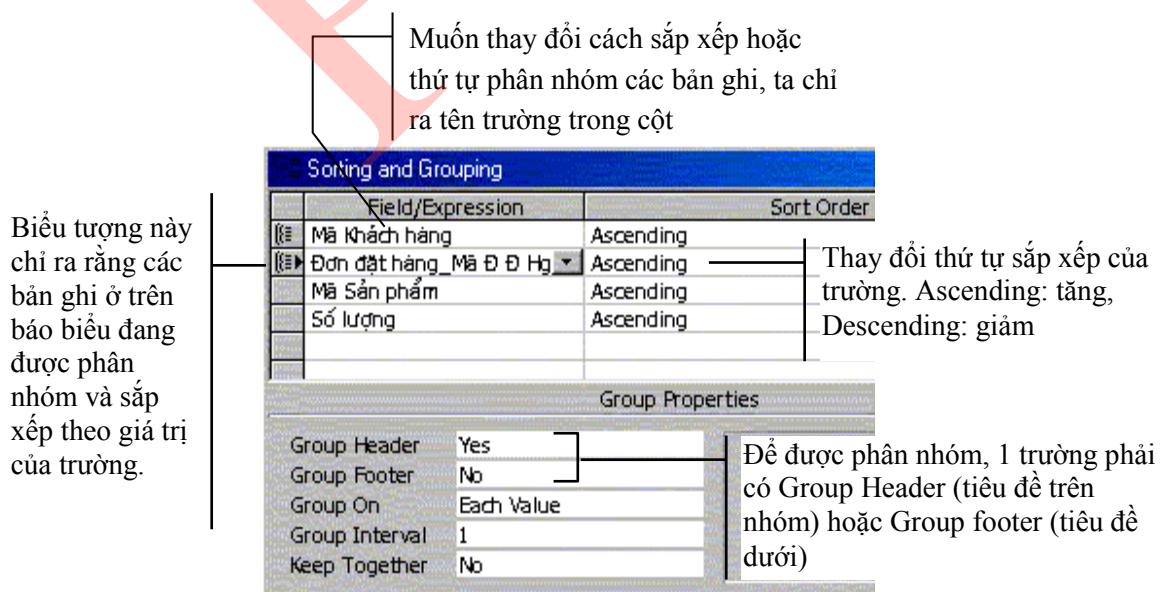 Muốn thay đổi cách sắp xếp hoặc
thứ tự phân nhóm các bản ghi, ta chỉ
ra tên trường trong cột
Biểu tượng này
chỉ ra rằng các
bản ghi ở trên
báo biểu đang
được phân
nhóm và sắp
xếp theo giá trị
của trường.
Sorting and Grouping
Field/Expression Sort Order
Mã Khách hàng Ascending
Đơn đặt hàng_Mã Đ Đ Hg Ascending
Mã Sản phẩm Ascending
Số lượng Ascending
Thay đổi thứ tự sắp xếp của
trường. Ascending: tăng,
Descending: giảm
Group Properties
Group Header Yes
Group Footer No
Group On Each Value
Group Interval 1
Keep Together No
Để được phân nhóm, 1 trường phải
có Group Header (tiêu đề trên
nhóm) hoặc Group footer (tiêu đề
dưới)